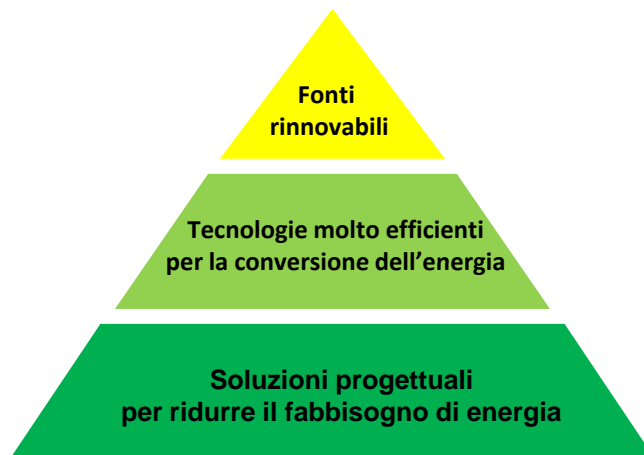 Fonti
rinnovabili
Tecnologie molto efficienti
per la conversione dell'energia
Soluzioni progettuali
per ridurre il fabbisogno di energia